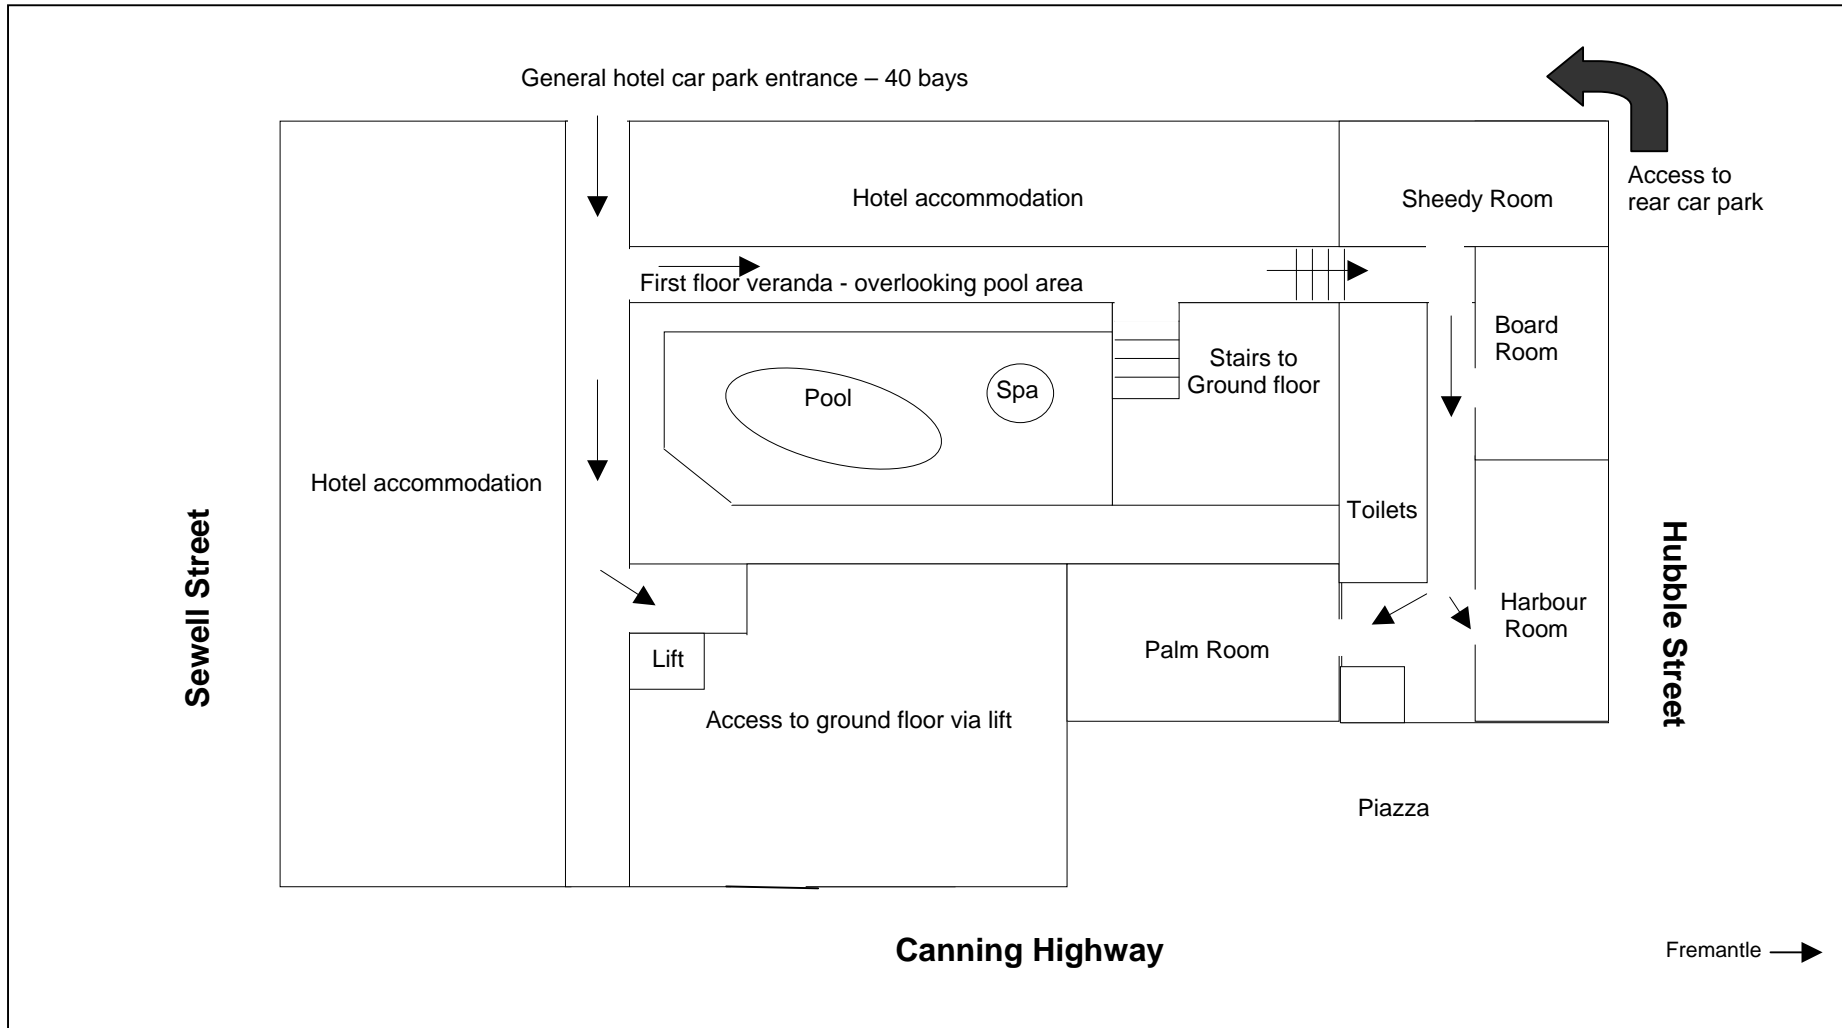 General hotel car park entrance – 40 bays
Access to
rear car park
Hotel accommodation
Sheedy Room
First floor veranda - overlooking pool area
Board
Room
Stairs to
Ground floor
Pool
Spa
Hotel accommodation
Toilets
Sewell Street
Hubble Street
Harbour
Room
Lift
Palm Room
Access to ground floor via lift
Piazza
Canning Highway
Fremantle